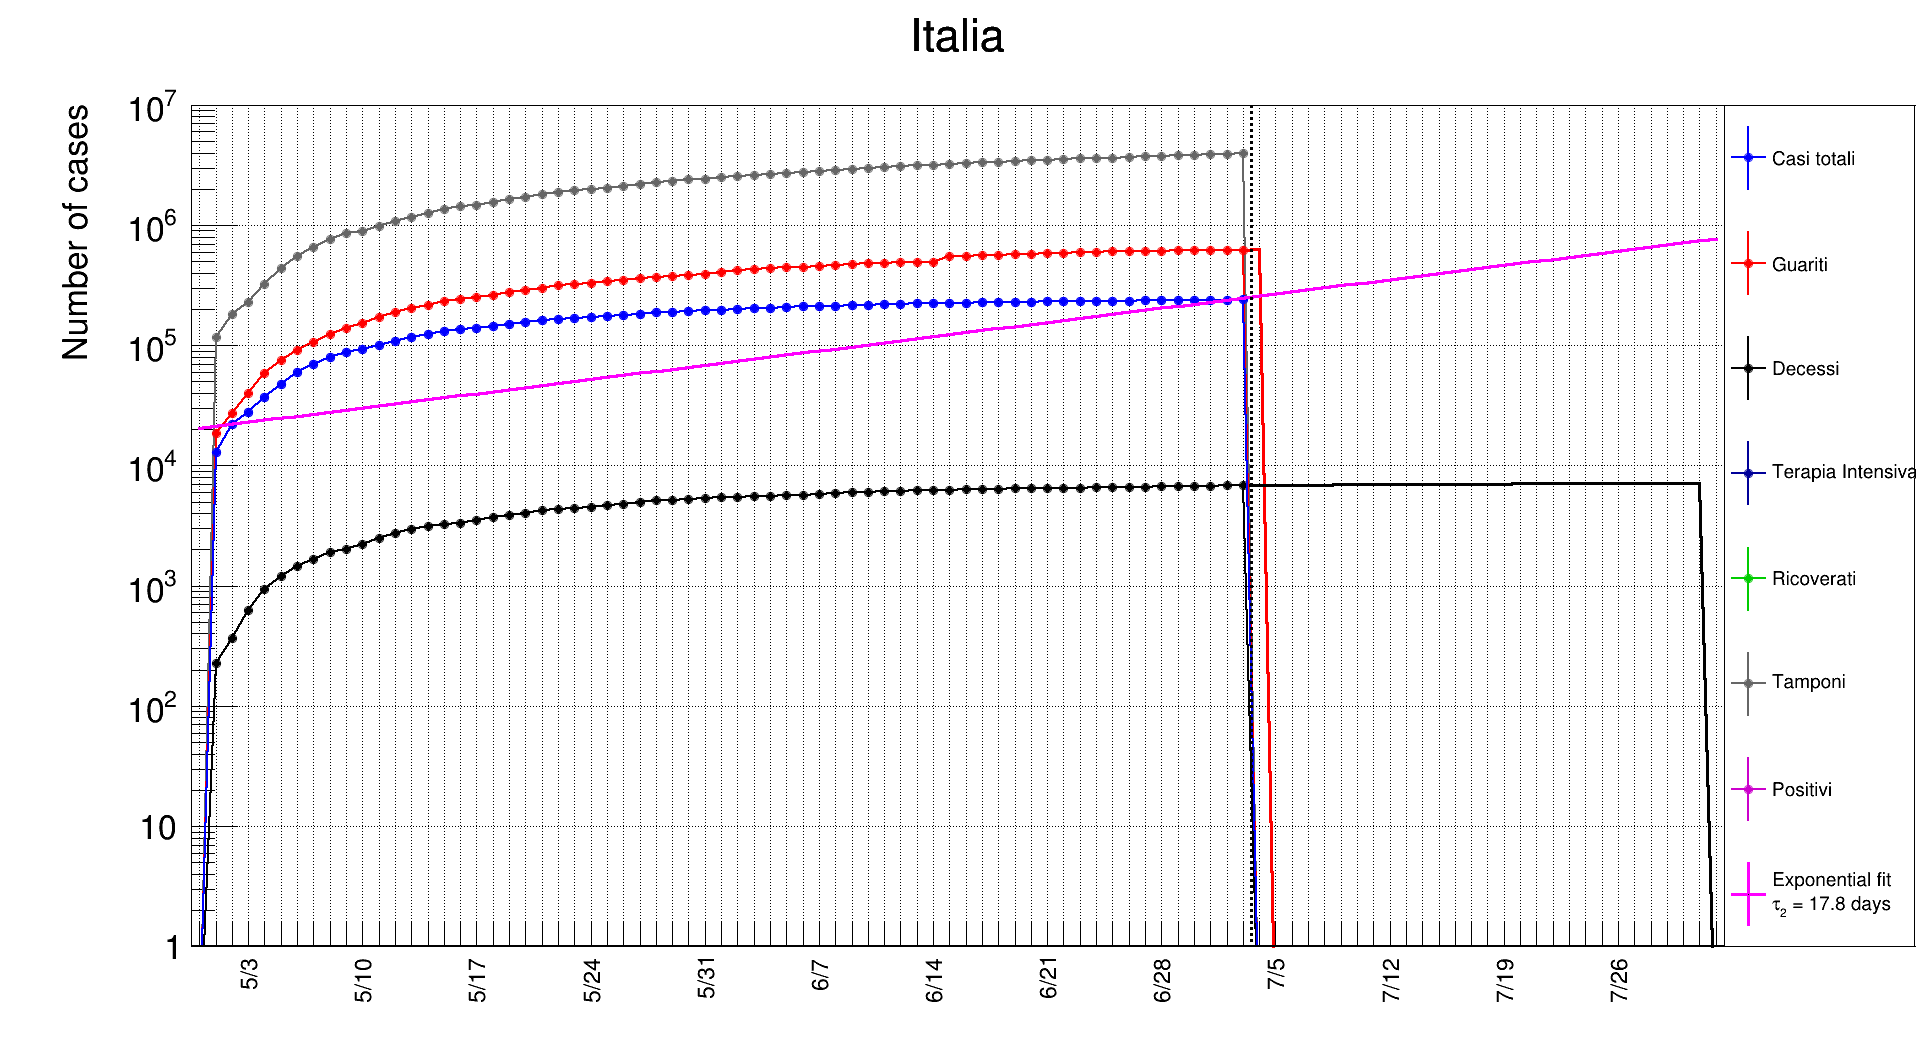 Italia
Number of cases
10^7
10^6
10^5
10^4
10^3
10^2
10
1
5/3
5/10
5/17
5/24
5/31
6/7
6/14
6/21
6/28
7/5
7/12
7/19
7/26
Casi totali
Guariti
Decessi
Terapia Intensiva
Ricoverati
Tamponi
Positivi
Exponential fit
τ₂ = 17.8 days